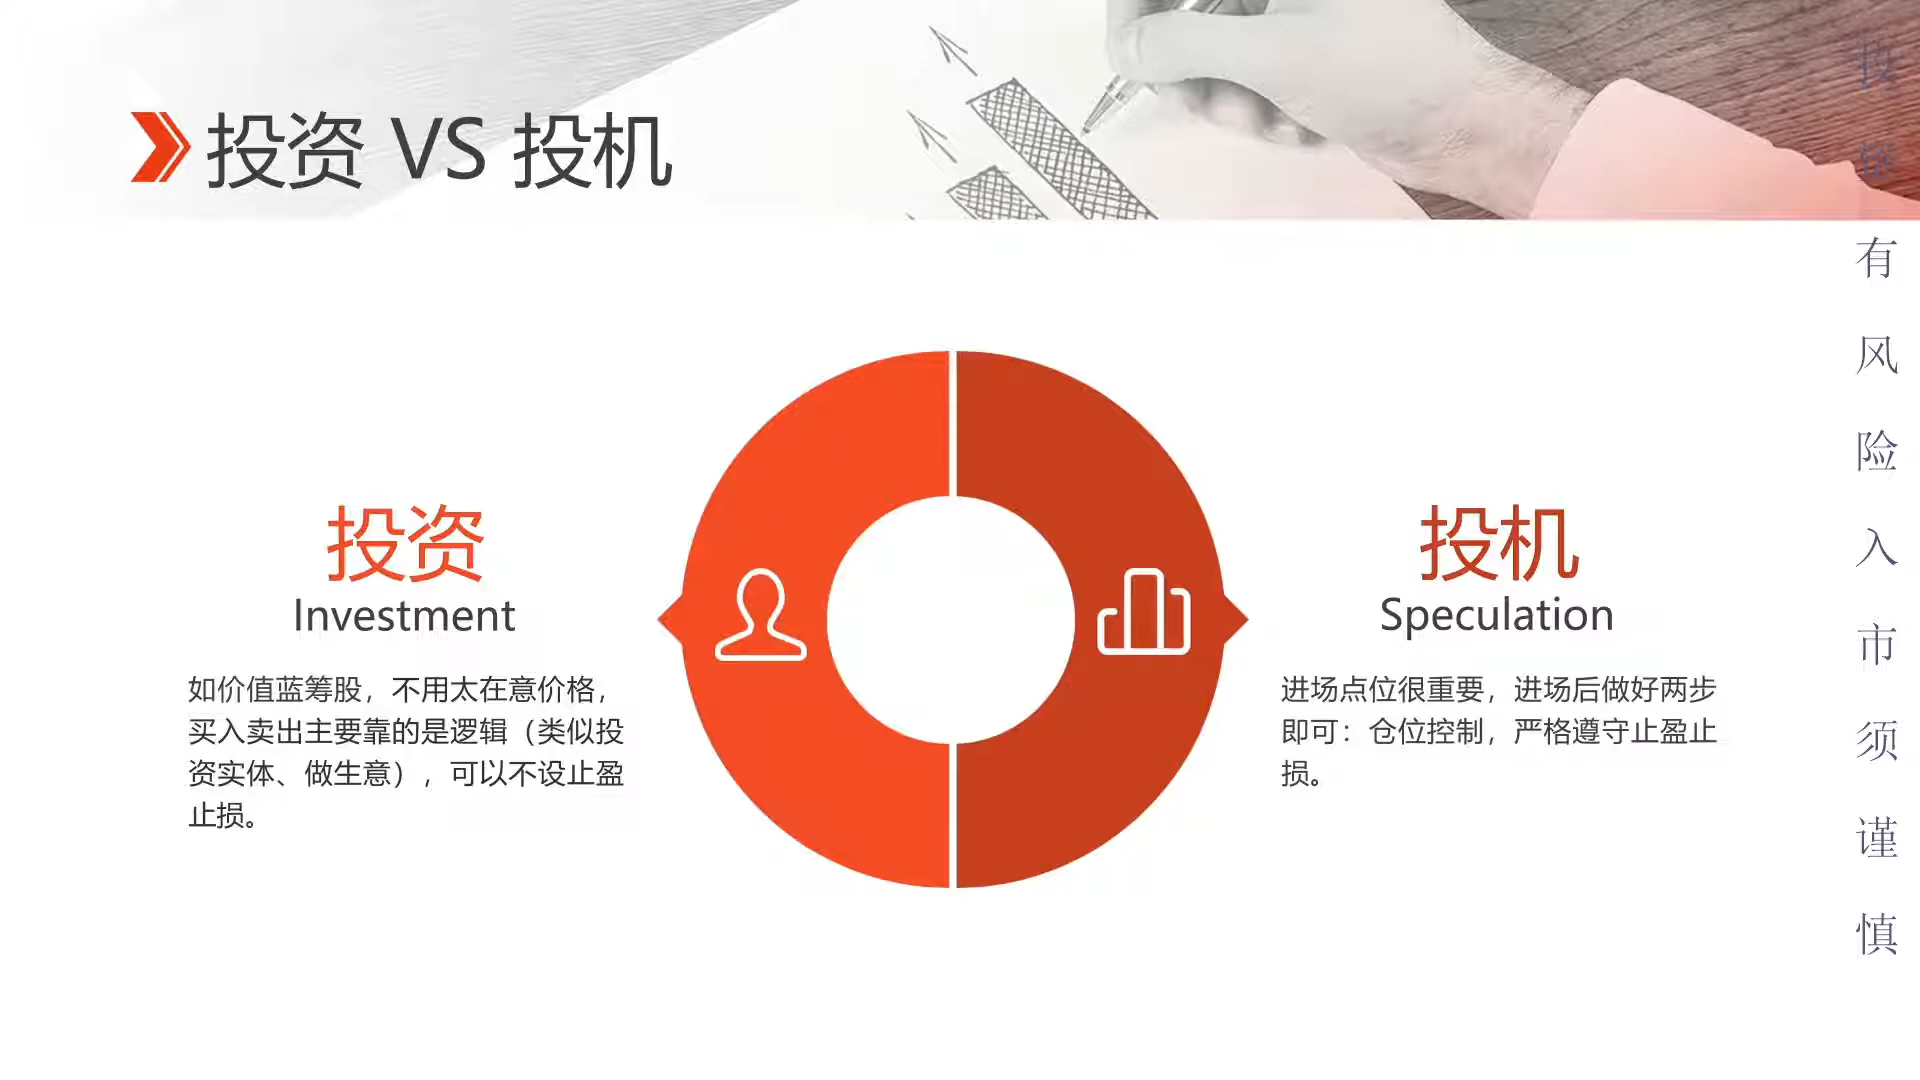 投资 VS 投机
投资
Investment
如价值蓝筹股，不用太在意价格，
买入卖出主要靠的是逻辑（类似投
资实体、做生意），可以不设止盈
止损。
投机
Speculation
进场点位很重要，进场后做好两步
即可：仓位控制，严格遵守止盈止
损。
投资有风险入市须谨慎